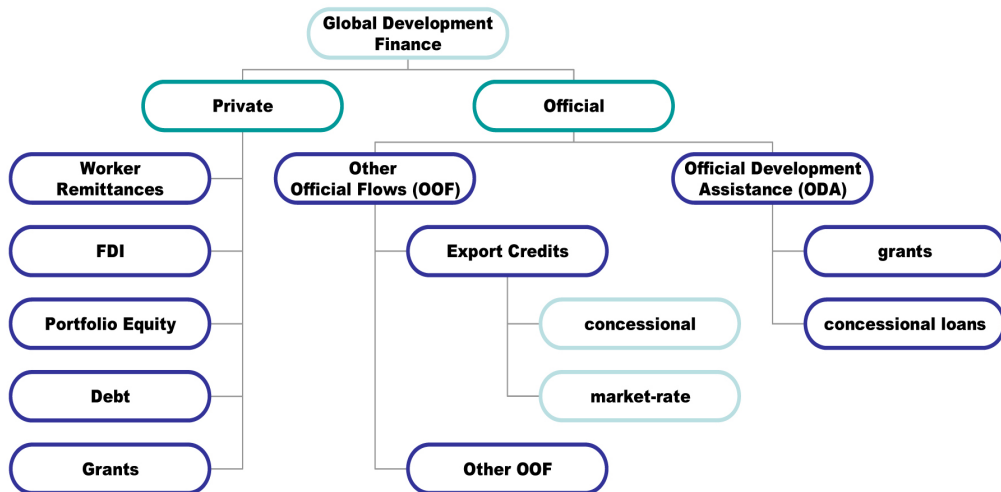 Global Development
Finance
Private
Official
Worker
Remittances
Other
Official Flows (OOF)
Official Development
Assistance (ODA)
FDI
Export Credits
grants
Portfolio Equity
concessional
concessional loans
Debt
market-rate
Grants
Other OOF